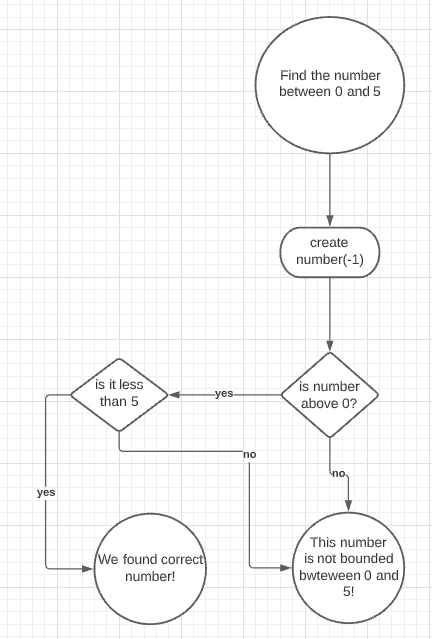 Find the number
between 0 and 5
create
number(-1)
is number
above 0?
yes
is it less
than 5
no
no
yes
We found correct
number!
This number
is not bounded
bwteween 0 and
5!